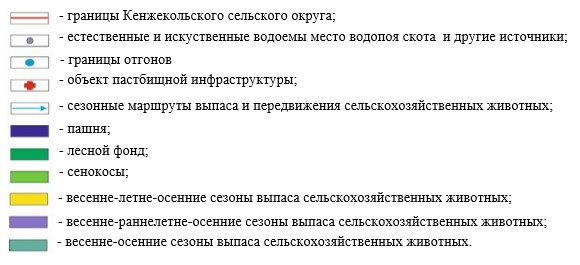 - границы Кенжекольского сельского округа;
- естественные и искуственные водоемы место водопоя скота и другие источники;
- границы отгонов
- объект пастбищной инфраструктуры;
- сезонные маршруты выпаса и передвижения сельскохозяйственных животных;
- пашня;
- лесной фонд;
- сенокосы;
- весенне-летне-осенние сезоны выпаса сельскохозяйственных животных;
- весенне-раннелетне-осенние сезоны выпаса сельскохозяйственных животных;
- весенне-осенние сезоны выпаса сельскохозяйственных животных.